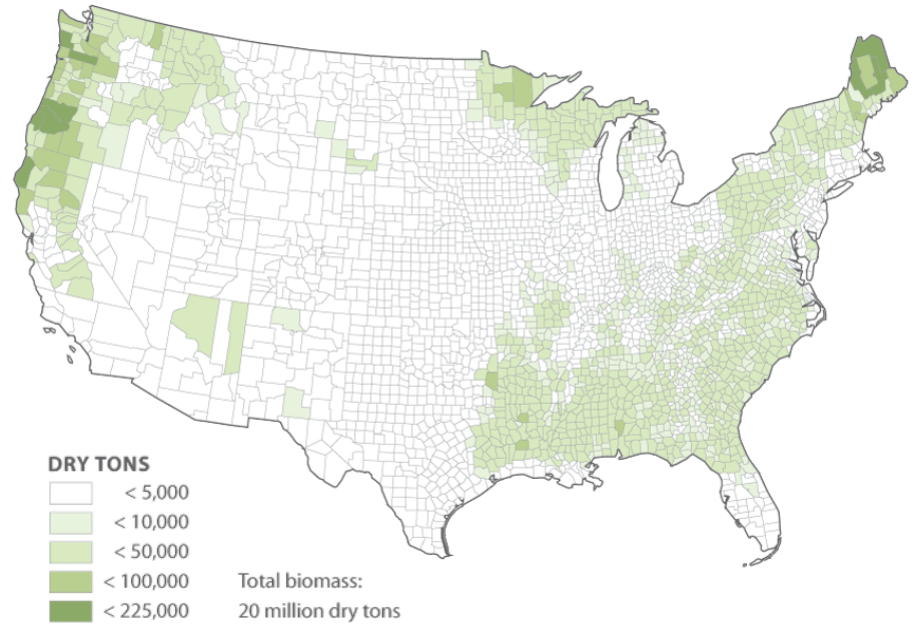 DRY TONS
< 5,000
< 10,000
< 50,000
< 100,000
< 225,000
Total biomass:
20 million dry tons